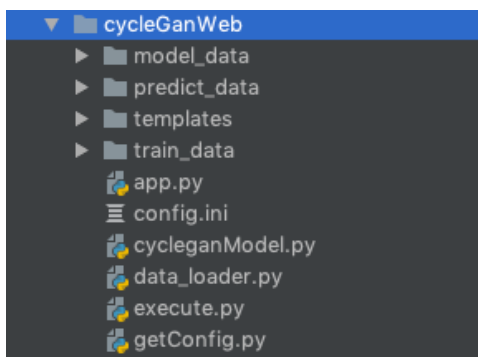 cycleGanWeb
model_data
predict_data
templates
train_data
app.py
config.ini
cycleganModel.py
data_loader.py
execute.py
getConfig.py